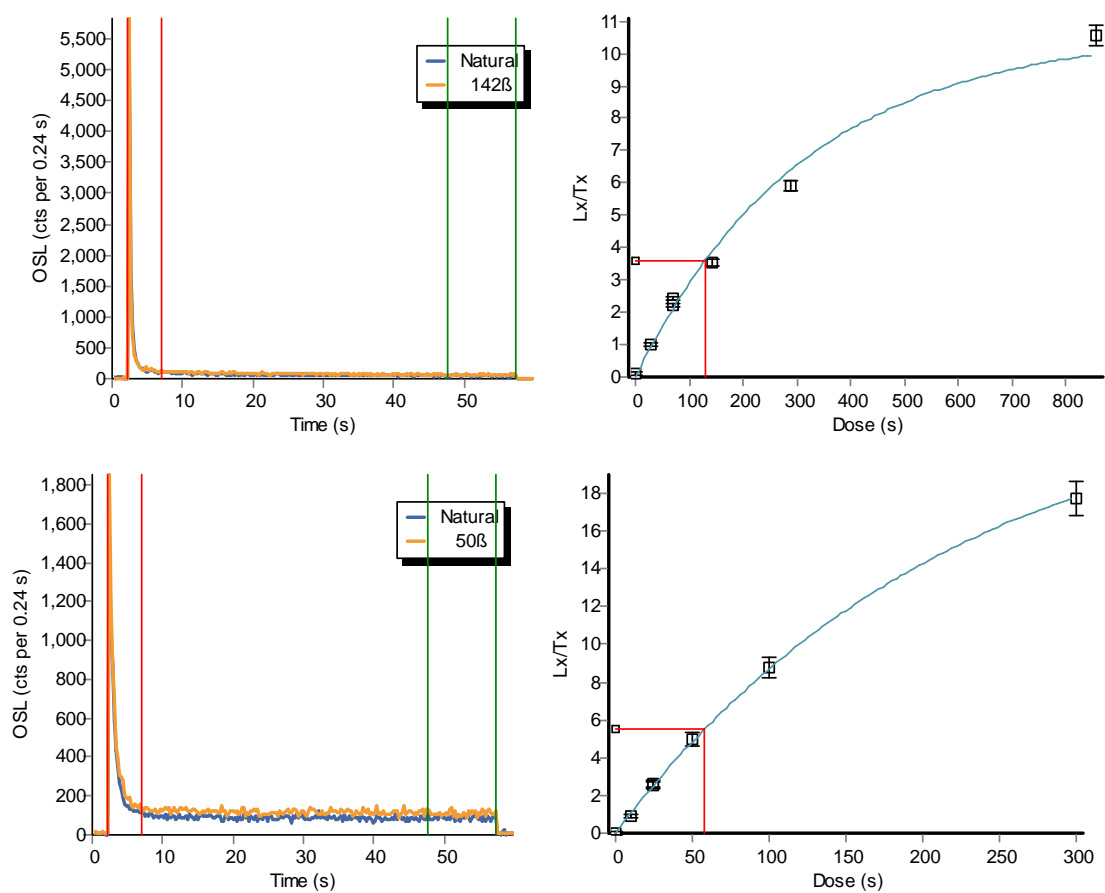 5,500
5,000
4,500
4,000
3,500
3,000
2,500
2,000
1,500
1,000
500
0
OSL (cts per 0.24 s)
Natural
142ß
0 10 20 30 40 50
Time (s)
11
10
9
8
7
6
5
4
3
2
1
0
Lx/Tx
0 100 200 300 400 500 600 700 800
Dose (s)
1,800
1,600
1,400
1,200
1,000
800
600
400
200
0
OSL (cts per 0.24 s)
Natural
50ß
0 10 20 30 40 50
Time (s)
18
16
14
12
10
8
6
4
2
0
Lx/Tx
0 50 100 150 200 250 300
Dose (s)